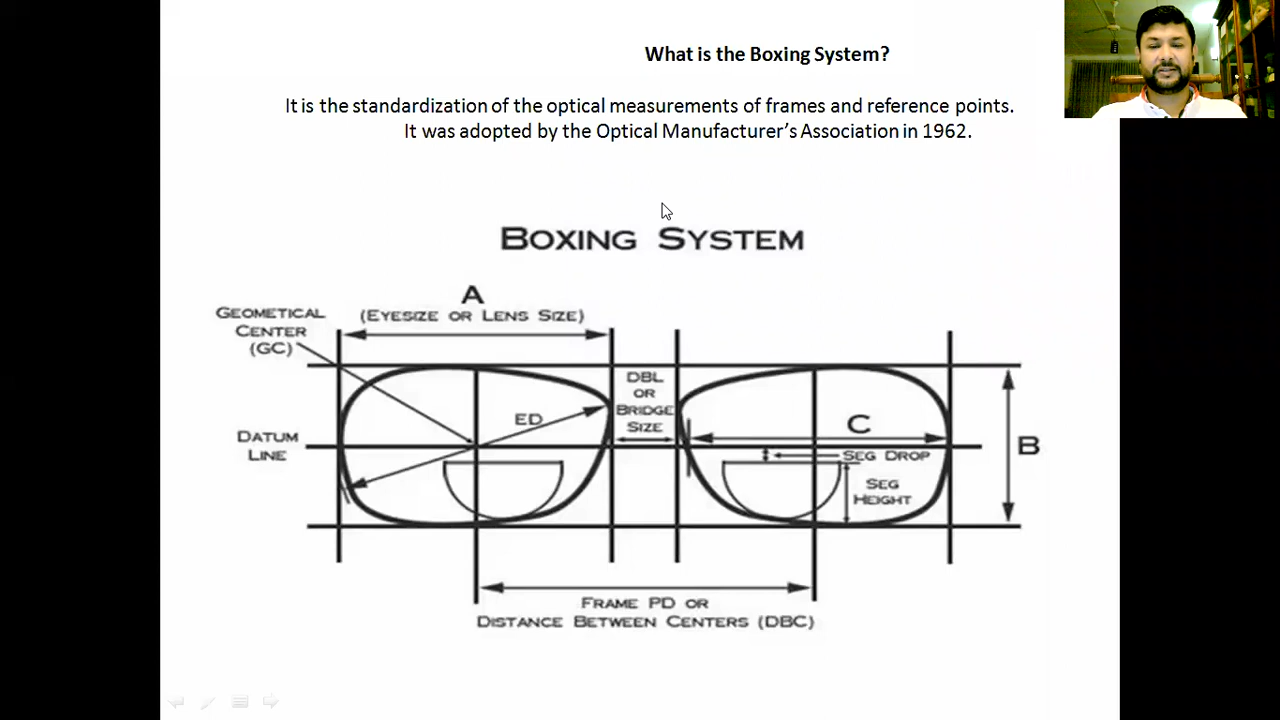 What is the Boxing System?
It is the standardization of the optical measurements of frames and reference points.
It was adopted by the Optical Manufacturer's Association in 1962.
BOXING SYSTEM
A
(EYESIZE OR LENS SIZE)
GEOMETICAL
CENTER
(GC)
DBL
OR
BRIDGE
SIZE
ED
C
DATUM
LINE
B
SEG DROP
SEG
HEIGHT
FRAME PD OR
DISTANCE BETWEEN CENTERS (DBC)